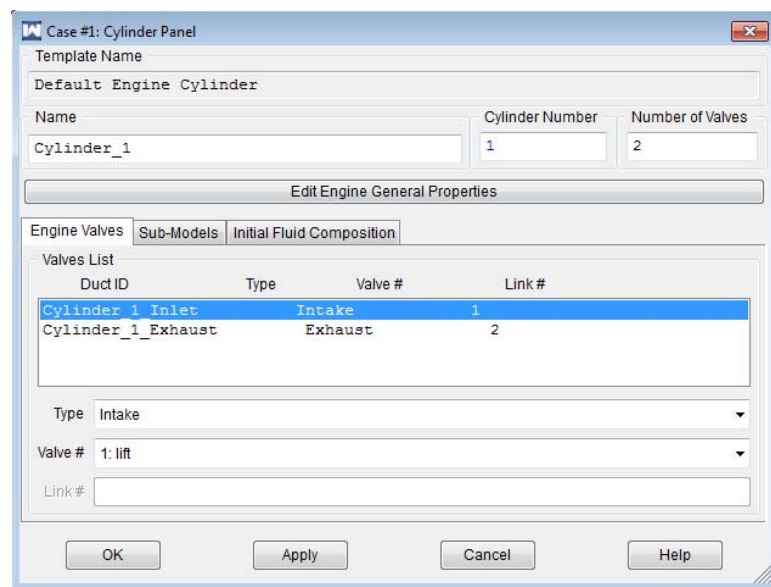 Case #1: Cylinder Panel
Template Name
Default Engine Cylinder
Name
Cylinder Number
Number of Valves
Cylinder_1
1
2
Edit Engine General Properties
Engine Valves Sub-Models Initial Fluid Composition
Valves List
Duct ID Type Valve # Link #
Cylinder_1_Inlet Intake 1
Cylinder_1_Exhaust Exhaust 2
Type Intake
Valve # 1: lift
Link #
OK Apply Cancel Help